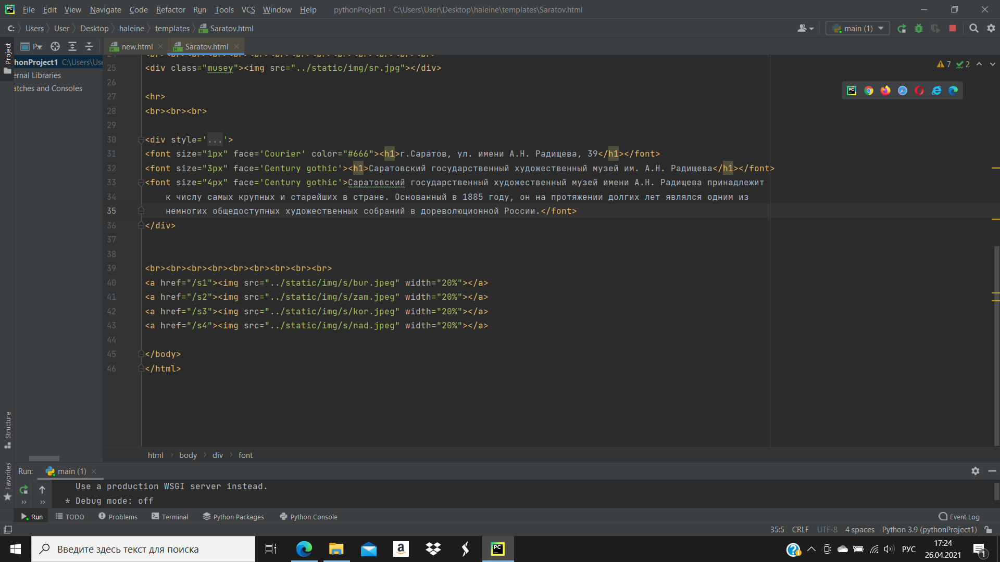 File Edit View Navigate Code Refactor Run Tools VCS Window Help pythonProject1 - C:\Users\User\Desktop\haleine\templates\Saratov.html
C: Users User Desktop haleine templates Saratov.html main (1)
Project P... new.html Saratov.html
honProject1 C:\Users\Use
ernal Libraries
atches and Consoles
7 2
25 <div class="musey"><img src="../static/img/sr.jpg"></div>
26
27 <hr>
28 <br><br><br>
29
30 <div style='...'>
31 <font size="1px" face='Courier' color="#666"><h1>г.Саратов, ул. имени А.Н. Радищева, 39</h1></font>
32 <font size="3px" face='Century gothic'><h1>Саратовский государственный художественный музей им. А.Н. Радищева</h1></font>
33 <font size="4px" face='Century gothic'>Саратовский государственный художественный музей имени А.Н. Радищева принадлежит
34 к числу самых крупных и старейших в стране. Основанный в 1885 году, он на протяжении долгих лет являлся одним из
35 немногих общедоступных художественных собраний в дореволюционной России.</font>
36 </div>
37
38
39 <br><br><br><br><br><br><br><br><br>
40 <a href="/s1"><img src="../static/img/s/bur.jpeg" width="20%"></a>
41 <a href="/s2"><img src="../static/img/s/zam.jpeg" width="20%"></a>
42 <a href="/s3"><img src="../static/img/s/kor.jpeg" width="20%"></a>
43 <a href="/s4"><img src="../static/img/s/nad.jpeg" width="20%"></a>
44
45 </body>
46 </html>
Structure
Favorites
html body div font
Run: main (1)
Use a production WSGI server instead.
* Debug mode: off
Run TODO Problems Terminal Python Packages Python Console Event Log
35:5 CRLF UTF-8 4 spaces Python 3.9 (pythonProject1)
Введите здесь текст для поиска
РУС 17:24
26.04.2021 1